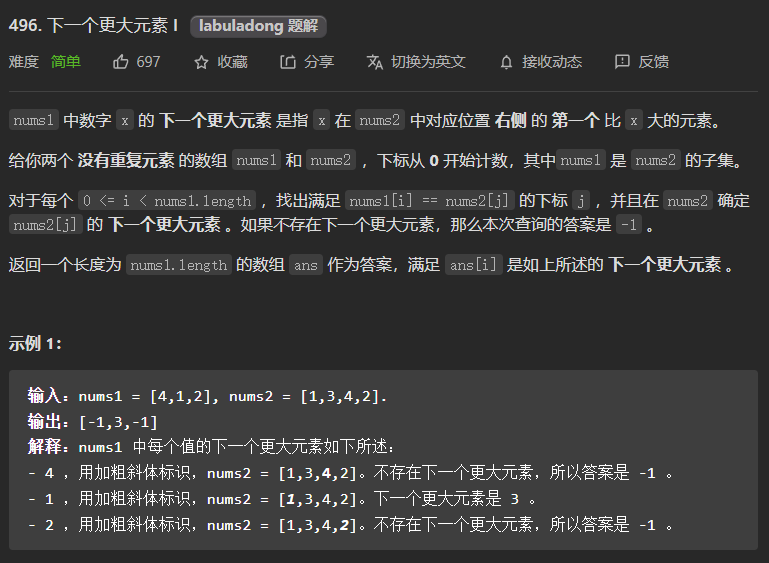 496. 下一个更大元素 I labuladong 题解
难度 简单 697 收藏 分享 切换为英文 接收动态 反馈
nums1 中数字 x 的 下一个更大元素 是指 x 在 nums2 中对应位置 右侧 的 第一个 比 x 大的元素。
给你两个 没有重复元素 的数组 nums1 和 nums2 ，下标从 0 开始计数，其中nums1 是 nums2 的子集。
对于每个 0 <= i < nums1.length ，找出满足 nums1[i] == nums2[j] 的下标 j ，并且在 nums2 确定
nums2[j] 的 下一个更大元素 。如果不存在下一个更大元素，那么本次查询的答案是 -1 。
返回一个长度为 nums1.length 的数组 ans 作为答案，满足 ans[i] 是如上所述的 下一个更大元素 。
示例 1：
输入：nums1 = [4,1,2], nums2 = [1,3,4,2].
输出：[-1,3,-1]
解释：nums1 中每个值的下一个更大元素如下所述：
- 4 ，用加粗斜体标识，nums2 = [1,3,4,2]。不存在下一个更大元素，所以答案是 -1 。
- 1 ，用加粗斜体标识，nums2 = [1,3,4,2]。下一个更大元素是 3 。
- 2 ，用加粗斜体标识，nums2 = [1,3,4,2]。不存在下一个更大元素，所以答案是 -1 。